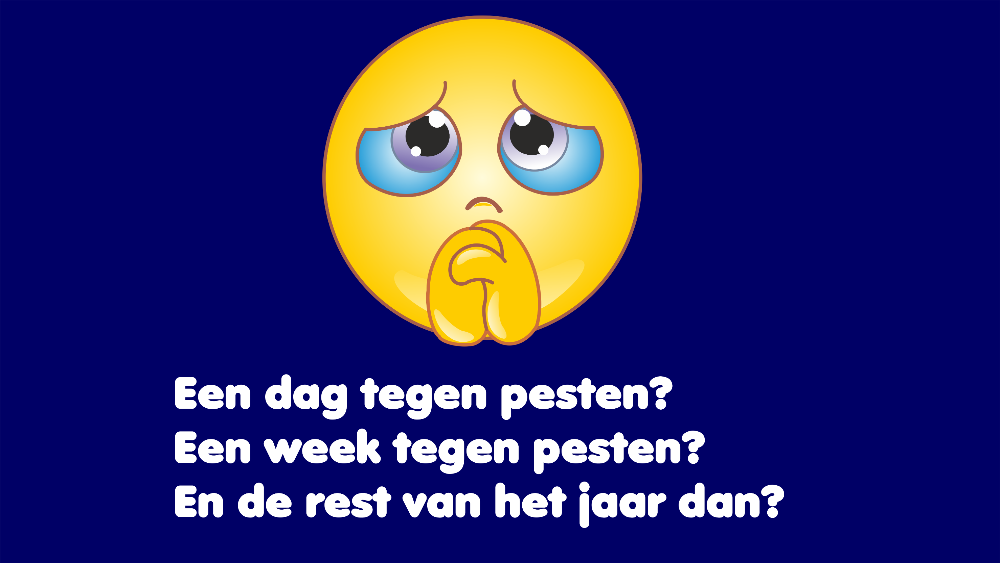 Een dag tegen pesten?
Een week tegen pesten?
En de rest van het jaar dan?